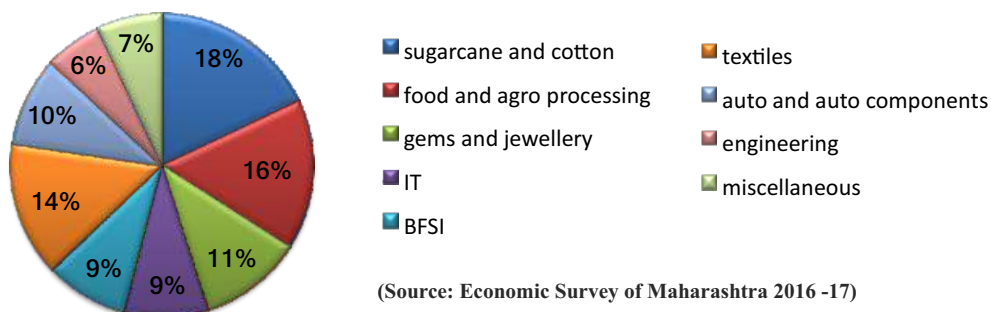 18%
16%
11%
9%
9%
14%
10%
6%
7%
sugarcane and cotton
food and agro processing
gems and jewellery
IT
BFSI
textiles
auto and auto components
engineering
miscellaneous
(Source: Economic Survey of Maharashtra 2016 -17)